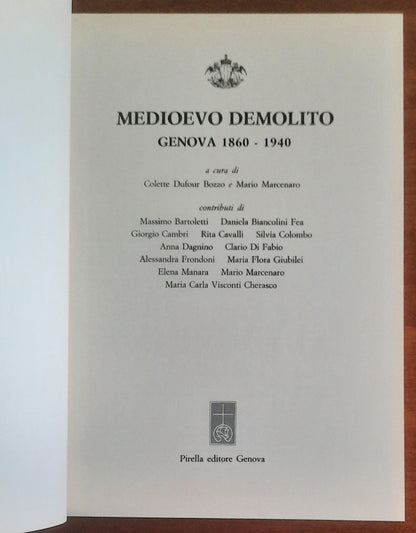 MEDIOEVO DEMOLITO
GENOVA 1860 - 1940
a cura di
Colette Dufour Bozzo e Mario Marcenaro
contributi di
Massimo Bartoletti Daniela Biancolini Fea
Giorgio Cambri Rita Cavalli Silvia Colombo
Anna Dagnino Clario Di Fabio
Alessandra Frondoni Maria Flora Giubilei
Elena Manara Mario Marcenaro
Maria Carla Visconti Cherasco
Pirella editore Genova